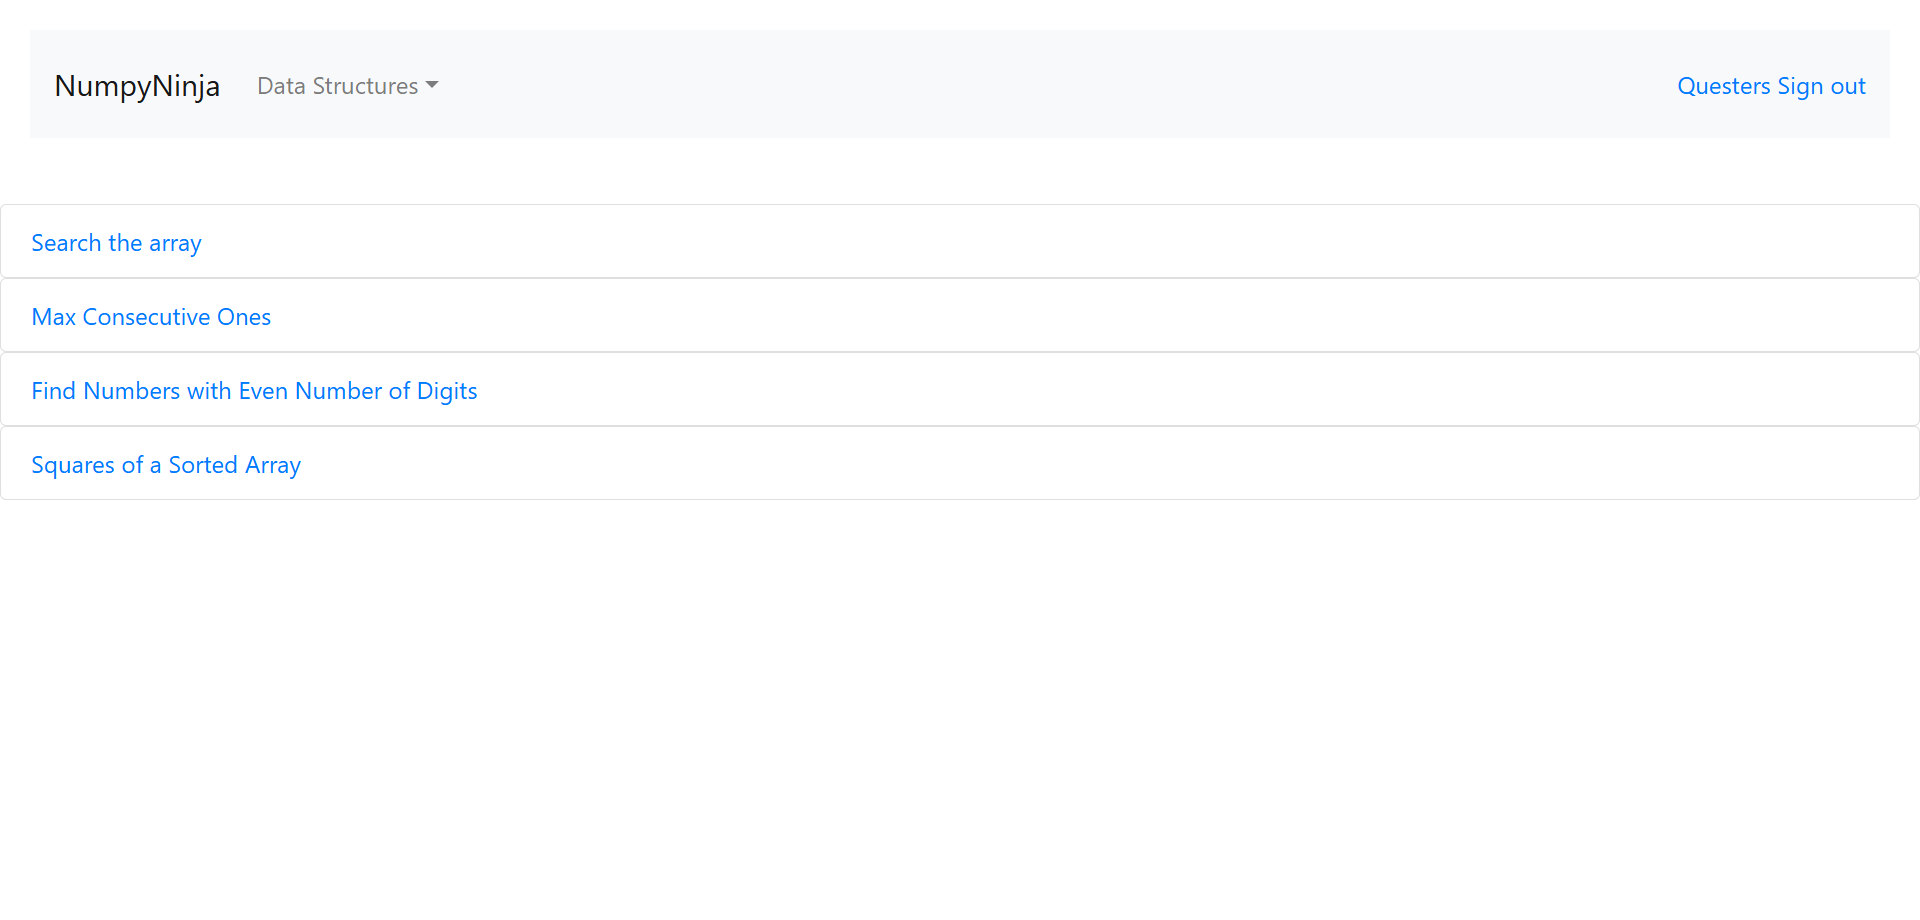 NumpyNinja Data Structures Questers Sign out
Search the array
Max Consecutive Ones
Find Numbers with Even Number of Digits
Squares of a Sorted Array